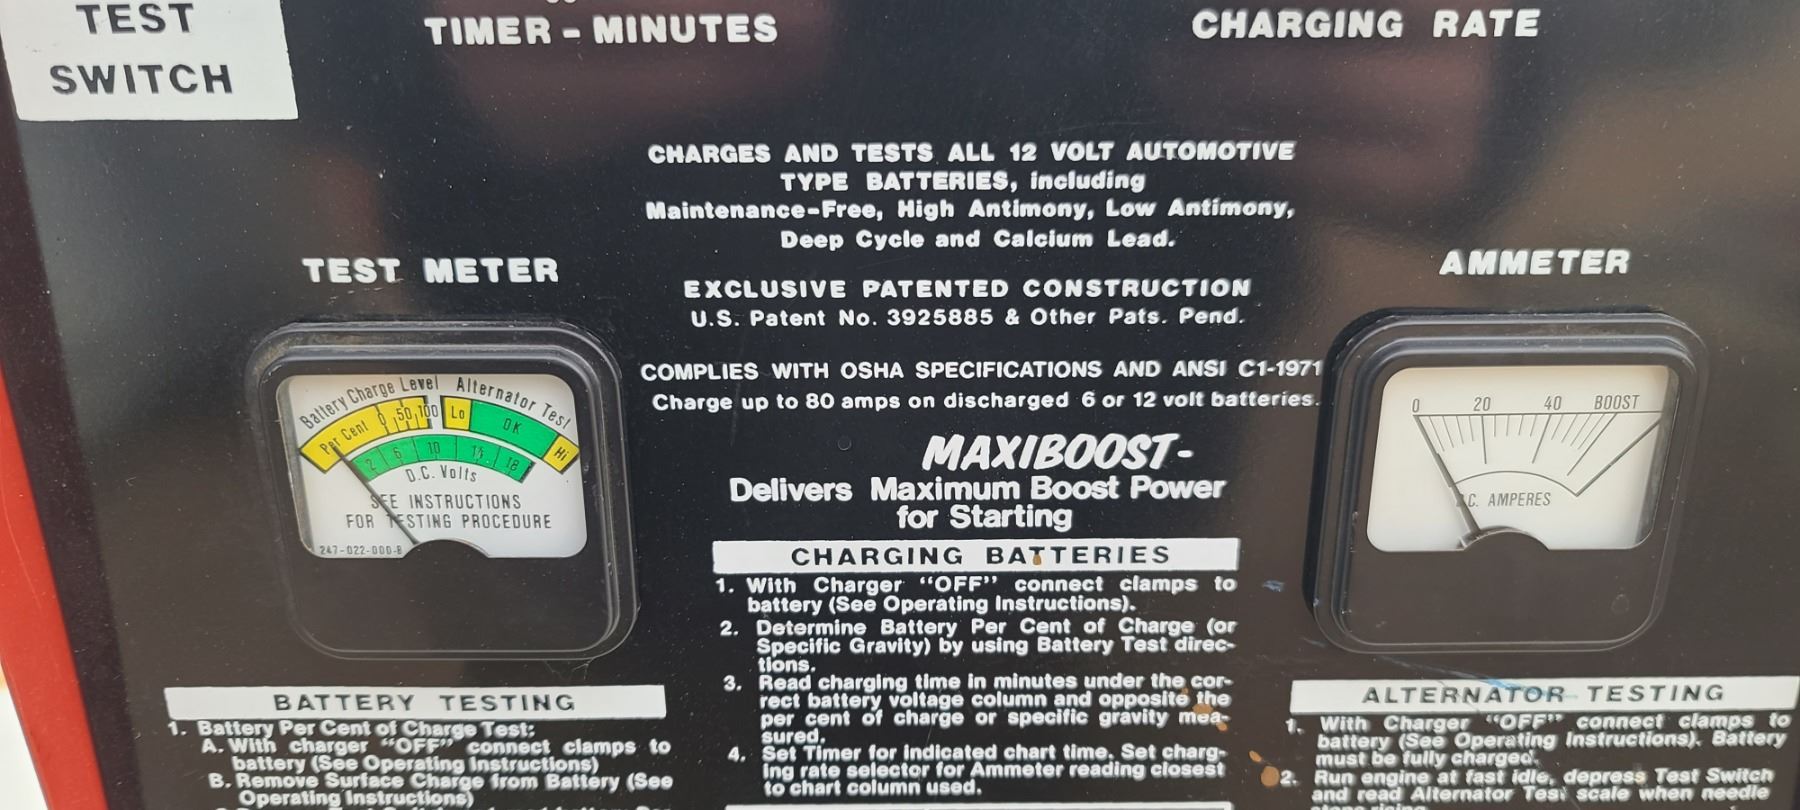 TEST
SWITCH
TIMER - MINUTES
CHARGING RATE
CHARGES AND TESTS ALL 12 VOLT AUTOMOTIVE
TYPE BATTERIES, including
Maintenance-Free, High Antimony, Low Antimony,
Deep Cycle and Calcium Lead.
EXCLUSIVE PATENTED CONSTRUCTION
U.S. Patent No. 3925885 & Other Pats. Pend.
COMPLIES WITH OSHA SPECIFICATIONS AND ANSI C1-1971
Charge up to 80 amps on discharged 6 or 12 volt batteries.
MAXIBOOST-
Delivers Maximum Boost Power
for Starting
TEST METER
Battery Charge Level Alternator Test
Per Cent 0 50 100 Lo OK Hi
2 6 10 14 18
D.C. Volts
SEE INSTRUCTIONS
FOR TESTING PROCEDURE
247-022-000-B
AMMETER
0 20 40 BOOST
D.C. AMPERES
BATTERY TESTING
1. Battery Per Cent of Charge Test:
A. With charger "OFF" connect clamps to
battery (See Operating Instructions)
B. Remove Surface Charge from Battery (See
Operating Instructions)
CHARGING BATTERIES
1. With Charger "OFF" connect clamps to
battery (See Operating Instructions).
2. Determine Battery Per Cent of Charge (or
Specific Gravity) by using Battery Test direc-
tions.
3. Read charging time in minutes under the cor-
rect battery voltage column and opposite the
per cent of charge or specific gravity mea-
sured.
4. Set Timer for indicated chart time. Set charg-
ing rate selector for Ammeter reading closest
to chart column used.
ALTERNATOR TESTING
1. With Charger "OFF" connect clamps to
battery (See Operating Instructions). Battery
must be fully charged.
2. Run engine at fast idle, depress Test Switch
and read Alternator Test scale when needle